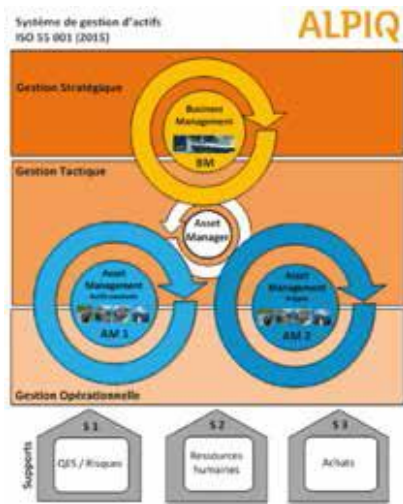 Système de gestion d'actifs
ISO 55 001 (2015)
ALPIQ
Gestion Stratégique
Business
Management
BM
Gestion Tactique
Asset
Manager
Asset
Management
AM 1
Asset
Management
AM 2
Gestion Opérationnelle
Supports
S 1
QES / Risques
S 2
Ressources
humaines
S 3
Achats